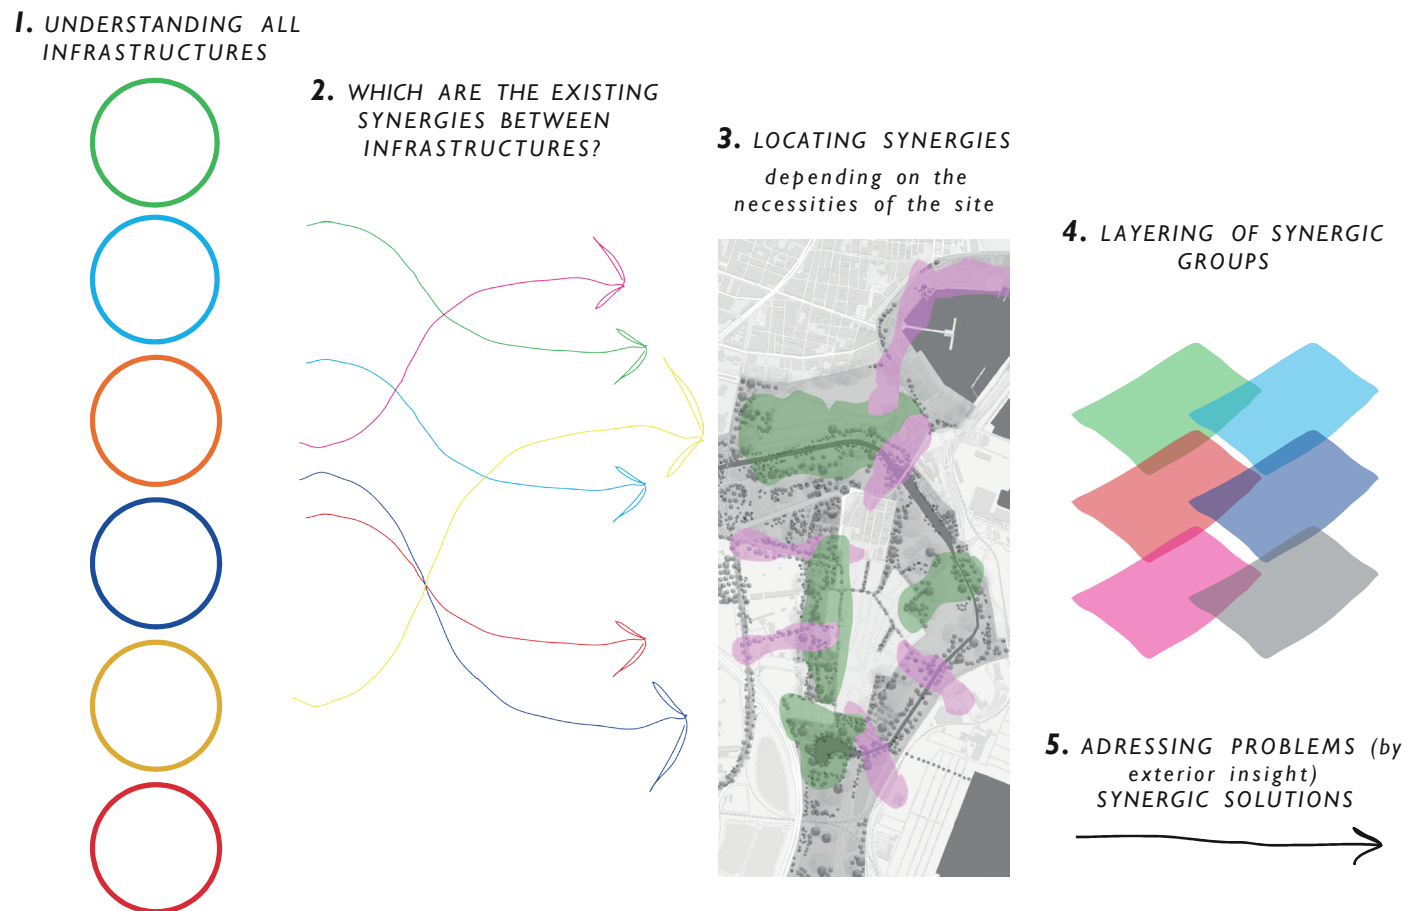 1. UNDERSTANDING ALL
INFRASTRUCTURES
2. WHICH ARE THE EXISTING
SYNERGIES BETWEEN
INFRASTRUCTURES?
3. LOCATING SYNERGIES
depending on the
necessities of the site
4. LAYERING OF SYNERGIC
GROUPS
5. ADRESSING PROBLEMS (by
exterior insight)
SYNERGIC SOLUTIONS